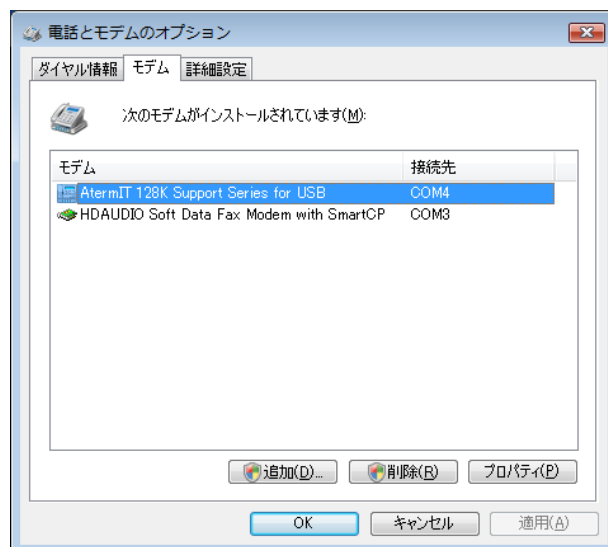 電話とモデムのオプション
ダイヤル情報 モデム 詳細設定
次のモデムがインストールされています(M):
モデム 接続先
AtermIT 128K Support Series for USB COM4
HDAUDIO Soft Data Fax Modem with SmartCP COM3
追加(D)... 削除(R) プロパティ(P)
OK キャンセル 適用(A)